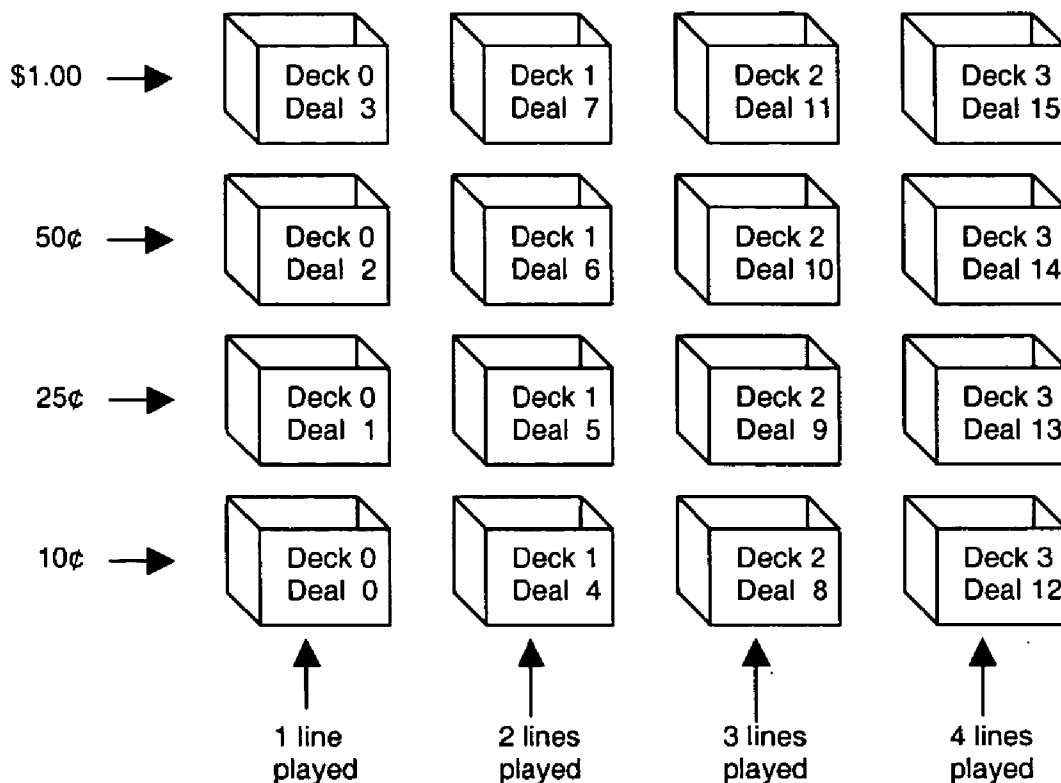 $1.00
Deck 0
Deal 3
Deck 1
Deal 7
Deck 2
Deal 11
Deck 3
Deal 15
50¢
Deck 0
Deal 2
Deck 1
Deal 6
Deck 2
Deal 10
Deck 3
Deal 14
25¢
Deck 0
Deal 1
Deck 1
Deal 5
Deck 2
Deal 9
Deck 3
Deal 13
10¢
Deck 0
Deal 0
Deck 1
Deal 4
Deck 2
Deal 8
Deck 3
Deal 12
1 line
played
2 lines
played
3 lines
played
4 lines
played